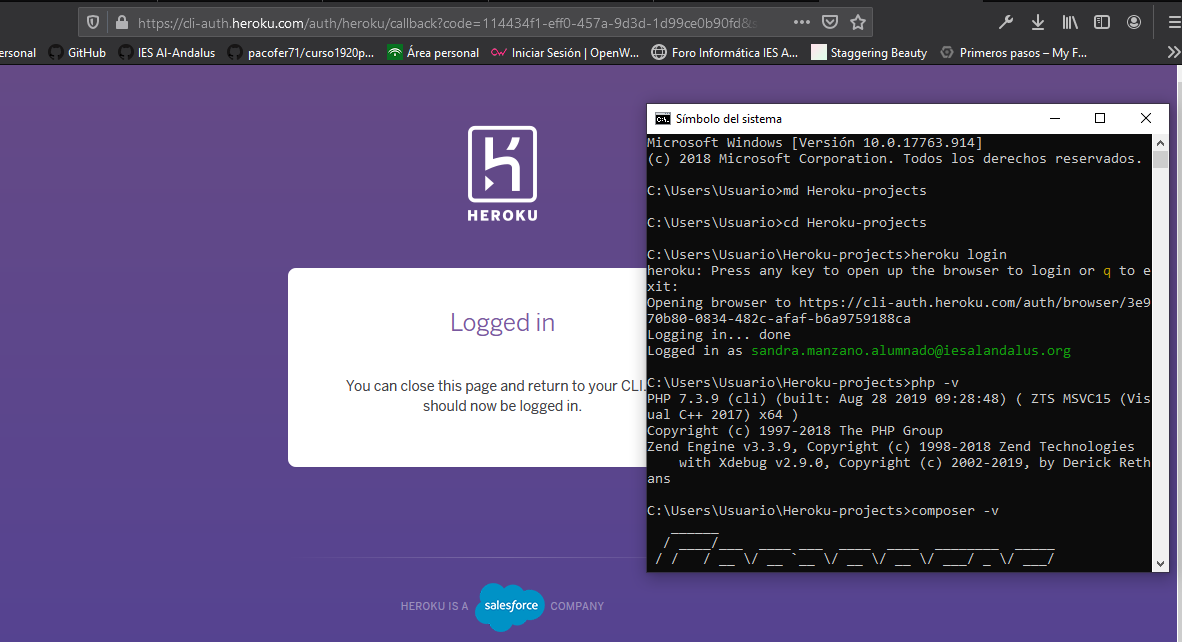 https://cli-auth.heroku.com/auth/heroku/callback?code=114434f1-eff0-457a-9d3d-1d99ce0b90fd&s
ersonal GitHub IES Al-Andalus pacofer71/curso1920p... Área personal Iniciar Sesión | OpenW... Foro Informática IES A... Staggering Beauty Primeros pasos – My F...
HEROKU
Logged in
You can close this page and return to your CLI.
should now be logged in.
HEROKU IS A salesforce COMPANY
Símbolo del sistema
Microsoft Windows [Versión 10.0.17763.914]
(c) 2018 Microsoft Corporation. Todos los derechos reservados.
C:\Users\Usuario>md Heroku-projects
C:\Users\Usuario>cd Heroku-projects
C:\Users\Usuario\Heroku-projects>heroku login
heroku: Press any key to open up the browser to login or q to e
xit:
Opening browser to https://cli-auth.heroku.com/auth/browser/3e9
70b80-0834-482c-afaf-b6a9759188ca
Logging in... done
Logged in as sandra.manzano.alumnado@iesalandalus.org
C:\Users\Usuario\Heroku-projects>php -v
PHP 7.3.9 (cli) (built: Aug 28 2019 09:28:48) ( ZTS MSVC15 (Vis
ual C++ 2017) x64 )
Copyright (c) 1997-2018 The PHP Group
Zend Engine v3.3.9, Copyright (c) 1998-2018 Zend Technologies
with Xdebug v2.9.0, Copyright (c) 2002-2019, by Derick Reth
ans
C:\Users\Usuario\Heroku-projects>composer -v